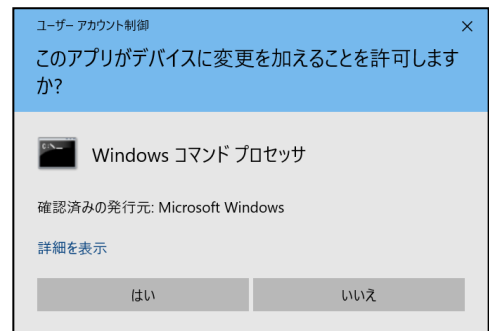 ユーザー アカウント制御
このアプリがデバイスに変更を加えることを許可します
か?
Windows コマンド プロセッサ
確認済みの発行元: Microsoft Windows
詳細を表示
はい
いいえ